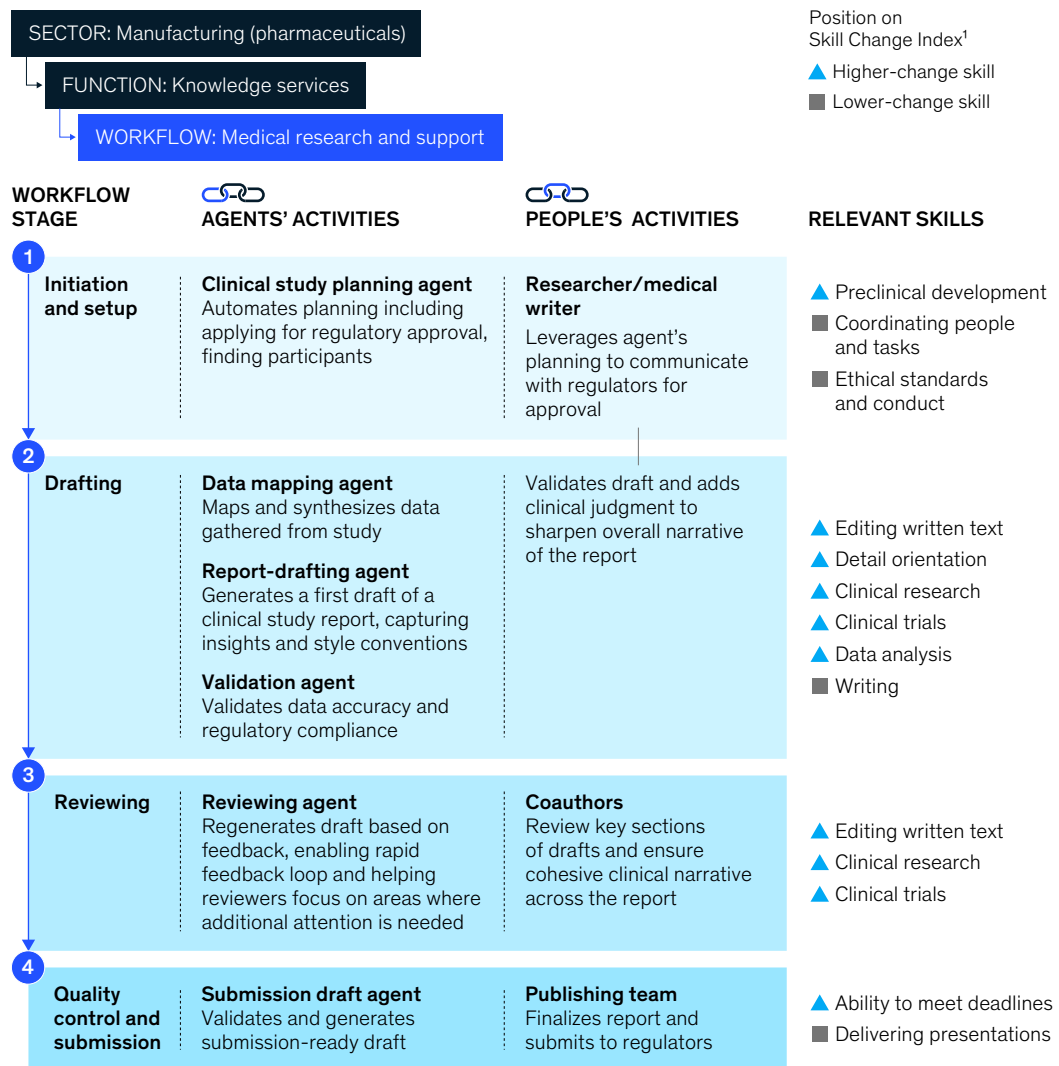 SECTOR: Manufacturing (pharmaceuticals)
FUNCTION: Knowledge services
WORKFLOW: Medical research and support
Position on
Skill Change Index¹
Higher-change skill
Lower-change skill
WORKFLOW
STAGE
AGENTS’ ACTIVITIES
PEOPLE’S ACTIVITIES
RELEVANT SKILLS
1
Initiation
and setup
Clinical study planning agent
Automates planning including
applying for regulatory approval,
finding participants
Researcher/medical
writer
Leverages agent’s
planning to communicate
with regulators for
approval
Preclinical development
Coordinating people
and tasks
Ethical standards
and conduct
2
Drafting
Data mapping agent
Maps and synthesizes data
gathered from study
Report-drafting agent
Generates a first draft of a
clinical study report, capturing
insights and style conventions
Validation agent
Validates data accuracy and
regulatory compliance
Validates draft and adds
clinical judgment to
sharpen overall narrative
of the report
Editing written text
Detail orientation
Clinical research
Clinical trials
Data analysis
Writing
3
Reviewing
Reviewing agent
Regenerates draft based on
feedback, enabling rapid
feedback loop and helping
reviewers focus on areas where
additional attention is needed
Coauthors
Review key sections
of drafts and ensure
cohesive clinical narrative
across the report
Editing written text
Clinical research
Clinical trials
4
Quality
control and
submission
Submission draft agent
Validates and generates
submission-ready draft
Publishing team
Finalizes report and
submits to regulators
Ability to meet deadlines
Delivering presentations